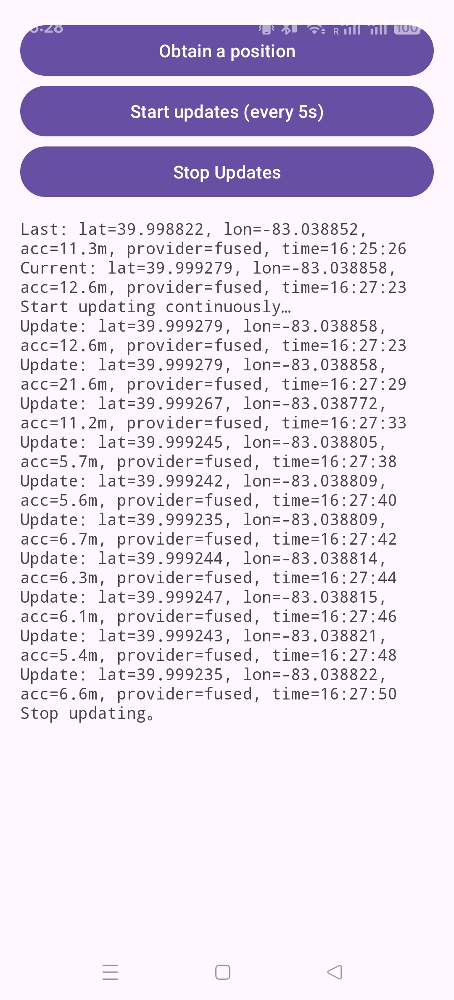 16:28
R 5G 5G 100
Obtain a position
Start updates (every 5s)
Stop Updates
Last: lat=39.998822, lon=-83.038852,
acc=11.3m, provider=fused, time=16:25:26
Current: lat=39.999279, lon=-83.038858,
acc=12.6m, provider=fused, time=16:27:23
Start updating continuously…
Update: lat=39.999279, lon=-83.038858,
acc=12.6m, provider=fused, time=16:27:23
Update: lat=39.999279, lon=-83.038858,
acc=21.6m, provider=fused, time=16:27:29
Update: lat=39.999267, lon=-83.038772,
acc=11.2m, provider=fused, time=16:27:33
Update: lat=39.999245, lon=-83.038805,
acc=5.7m, provider=fused, time=16:27:38
Update: lat=39.999242, lon=-83.038809,
acc=5.6m, provider=fused, time=16:27:40
Update: lat=39.999235, lon=-83.038809,
acc=6.7m, provider=fused, time=16:27:42
Update: lat=39.999244, lon=-83.038814,
acc=6.3m, provider=fused, time=16:27:44
Update: lat=39.999247, lon=-83.038815,
acc=6.1m, provider=fused, time=16:27:46
Update: lat=39.999243, lon=-83.038821,
acc=5.4m, provider=fused, time=16:27:48
Update: lat=39.999235, lon=-83.038822,
acc=6.6m, provider=fused, time=16:27:50
Stop updating。